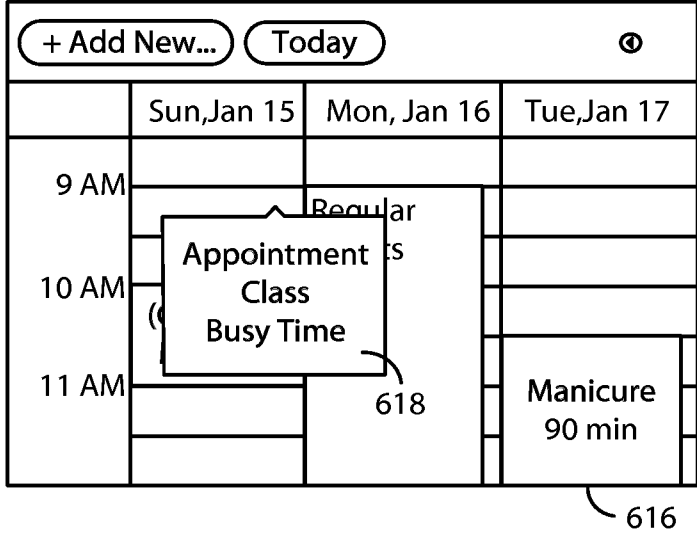 + Add New... Today
Sun,Jan 15 Mon, Jan 16 Tue,Jan 17
9 AM
Regular
Appointment
Class
Busy Time
10 AM
11 AM
618
Manicure
90 min
616